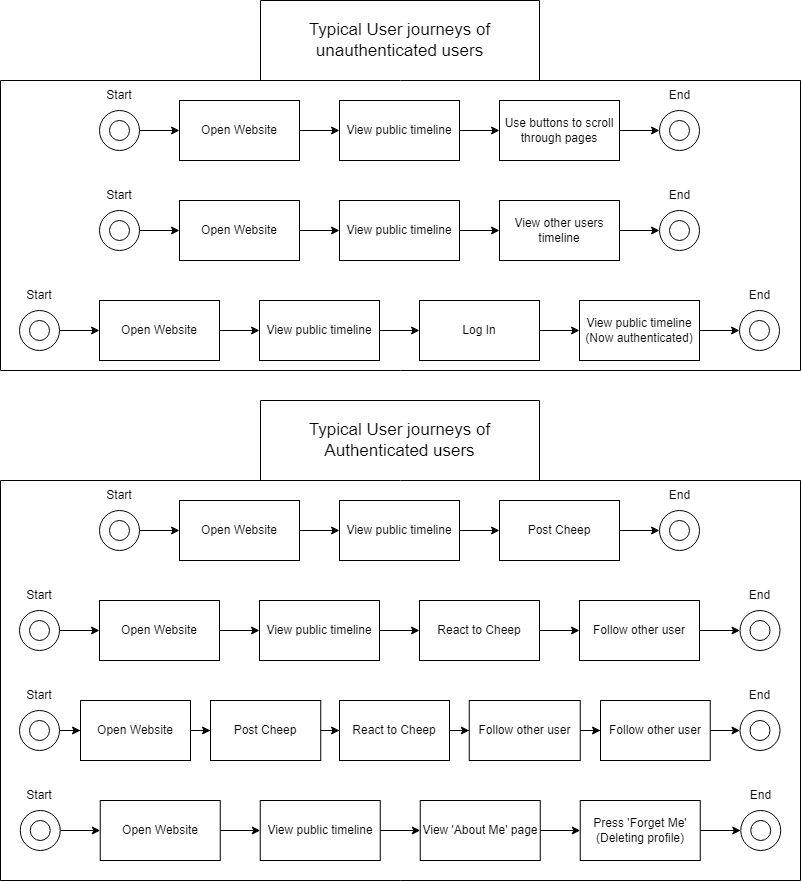 Typical User journeys of
unauthenticated users
Start
End
Open Website
View public timeline
Use buttons to scroll
through pages
Start
End
Open Website
View public timeline
View other users
timeline
Start
End
Open Website
View public timeline
Log In
View public timeline
(Now authenticated)
Typical User journeys of
Authenticated users
Start
End
Open Website
View public timeline
Post Cheep
Start
End
Open Website
View public timeline
React to Cheep
Follow other user
Start
End
Open Website
Post Cheep
React to Cheep
Follow other user
Follow other user
Start
End
Open Website
View public timeline
View 'About Me' page
Press 'Forget Me'
(Deleting profile)